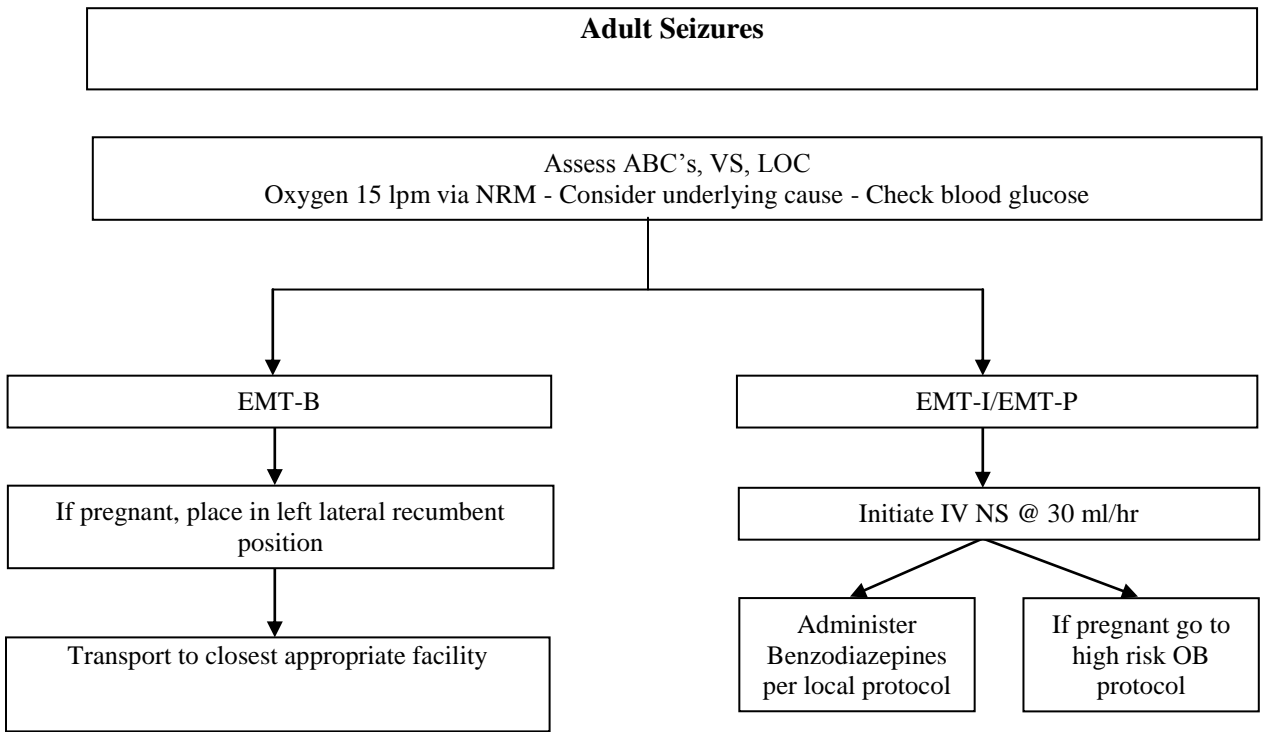 Adult Seizures
Assess ABC's, VS, LOC
Oxygen 15 lpm via NRM - Consider underlying cause - Check blood glucose
EMT-B
If pregnant, place in left lateral recumbent
position
Transport to closest appropriate facility
EMT-I/EMT-P
Initiate IV NS @ 30 ml/hr
Administer
Benzodiazepines
per local protocol
If pregnant go to
high risk OB
protocol